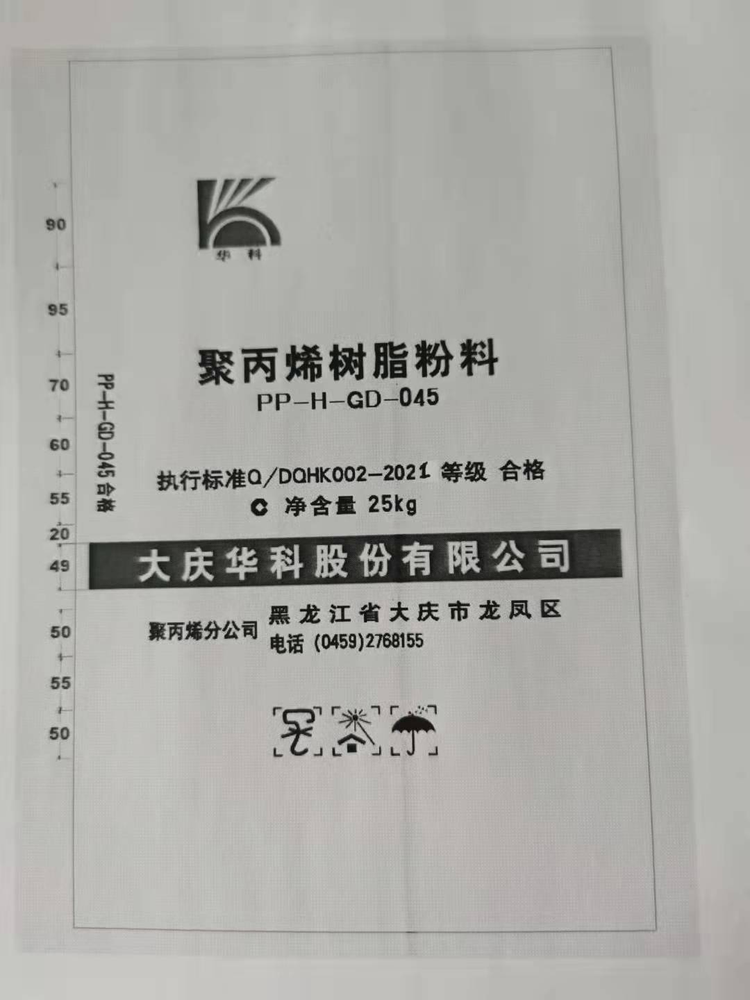 华科
聚丙烯树脂粉料
PP-H-GD-045
执行标准Q/DQHK002-2021 等级 合格
C 净含量 25kg
大庆华科股份有限公司
聚丙烯分公司
黑龙江省大庆市龙凤区
电话 (0459)2768155
PP-H-GD-045 合格
90
95
70
60
55
20
49
50
55
50